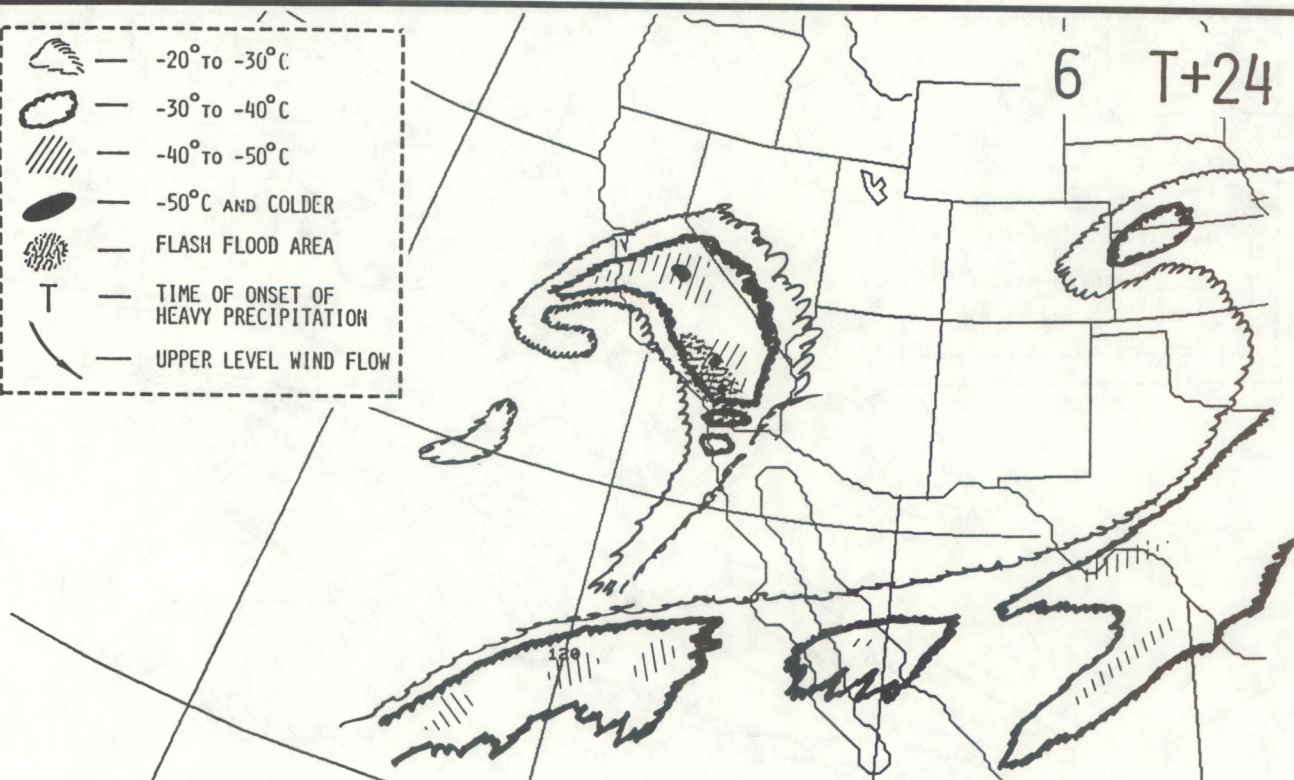 -20° TO -30°C
-30° TO -40°C
-40° TO -50°C
-50°C AND COLDER
FLASH FLOOD AREA
T — TIME OF ONSET OF
HEAVY PRECIPITATION
UPPER LEVEL WIND FLOW
6 T+24
120